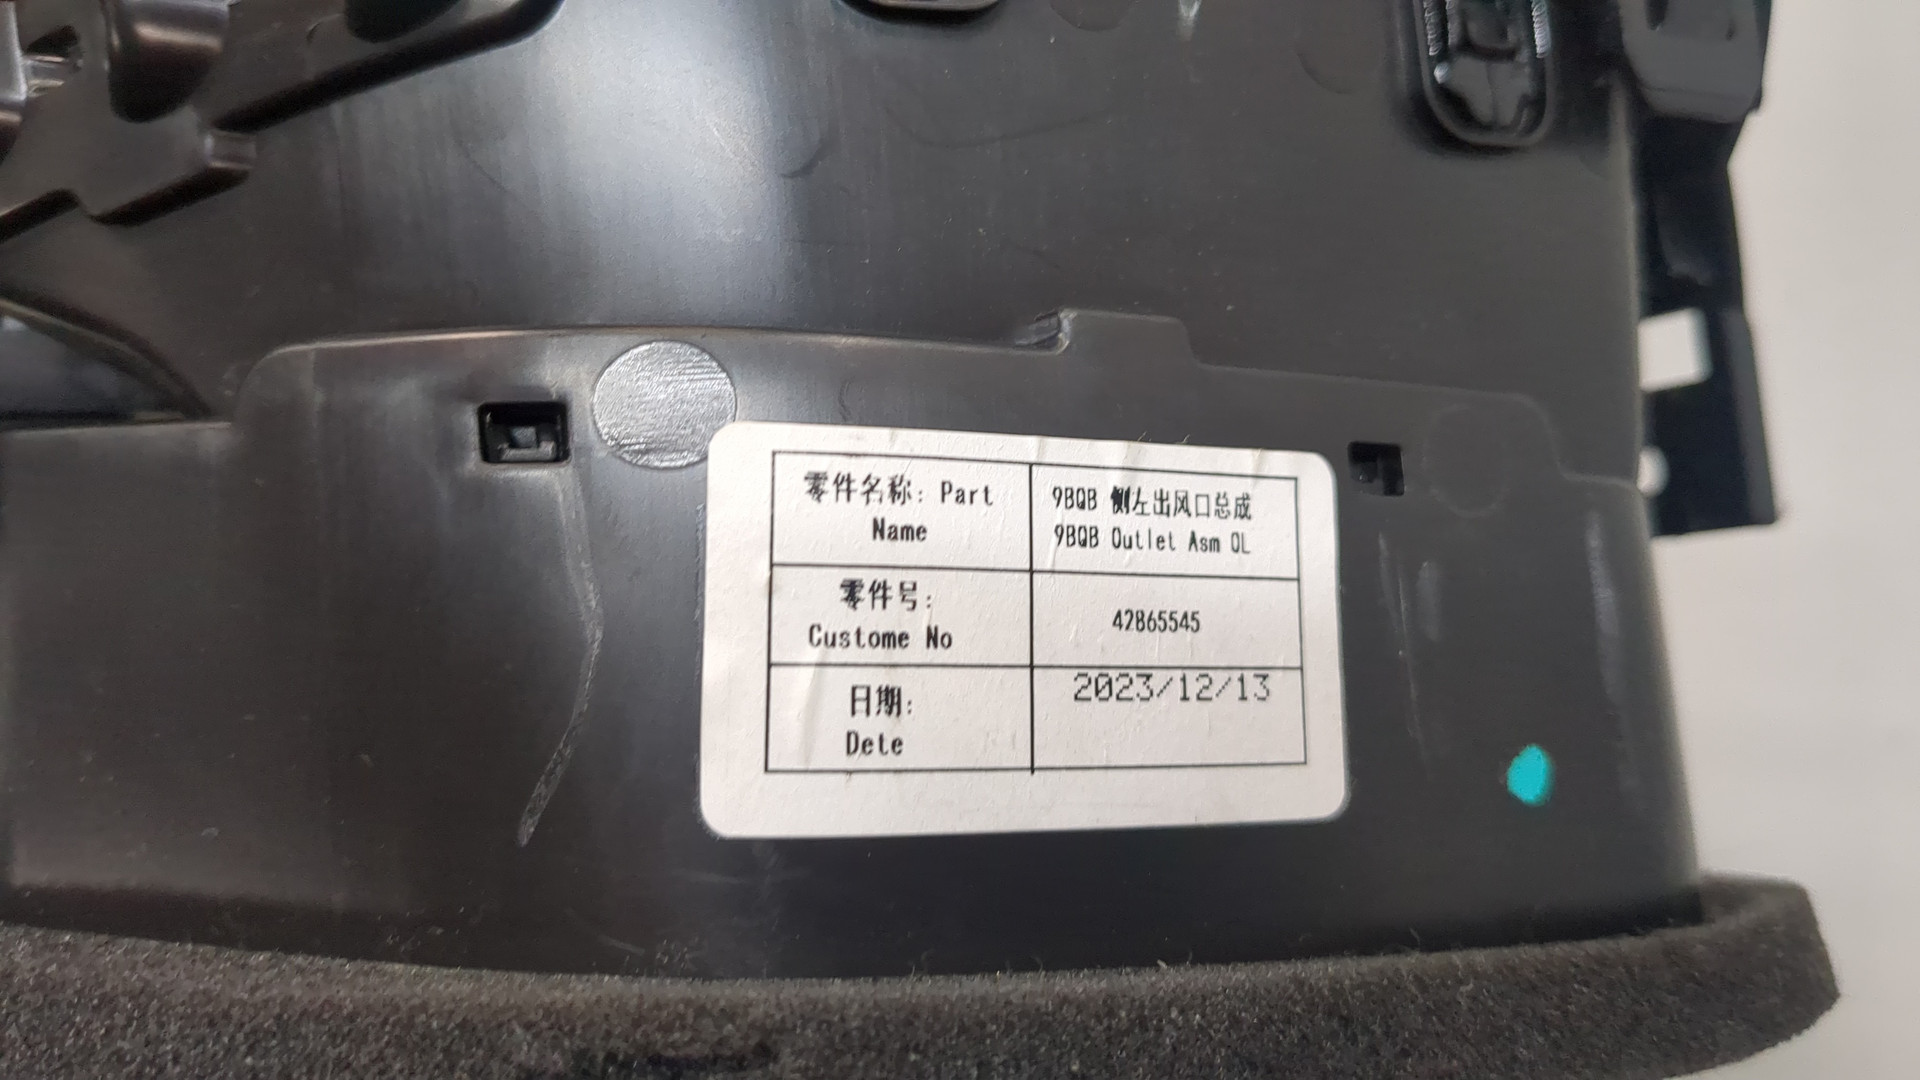 零件名称: Part
Name
9BQB 侧左出风口总成
9BQB Outlet Asm OL
零件号:
Custome No
42865545
日期:
Dete
2023/12/13